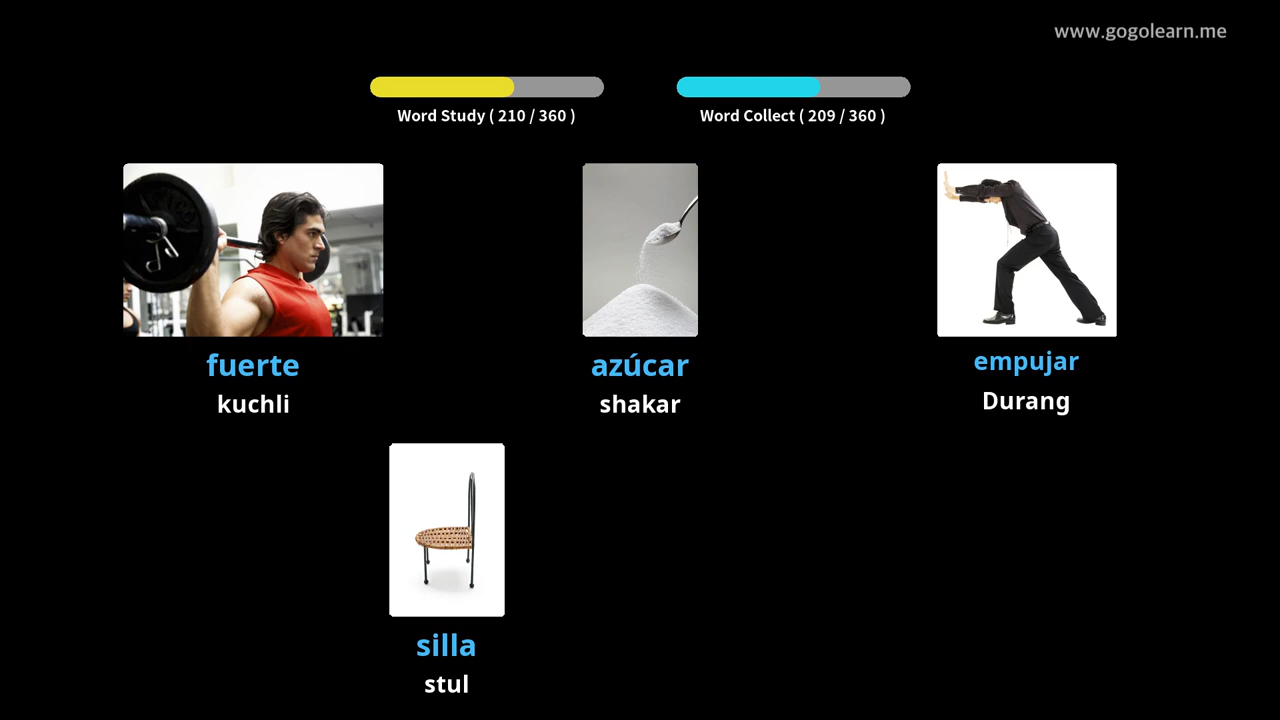 www.gogolearn.me
Word Study ( 210 / 360 )
Word Collect ( 209 / 360 )
fuerte
kuchli
azúcar
shakar
empujar
Durang
silla
stul